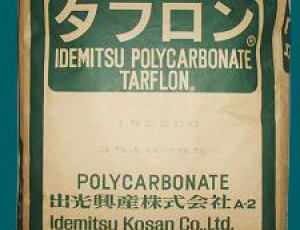 タフロン®
IDEMITSU POLYCARBONATE
TARFLON®
POLYCARBONATE
出光興産株式会社 A-2
Idemitsu Kosan Co.,Ltd.